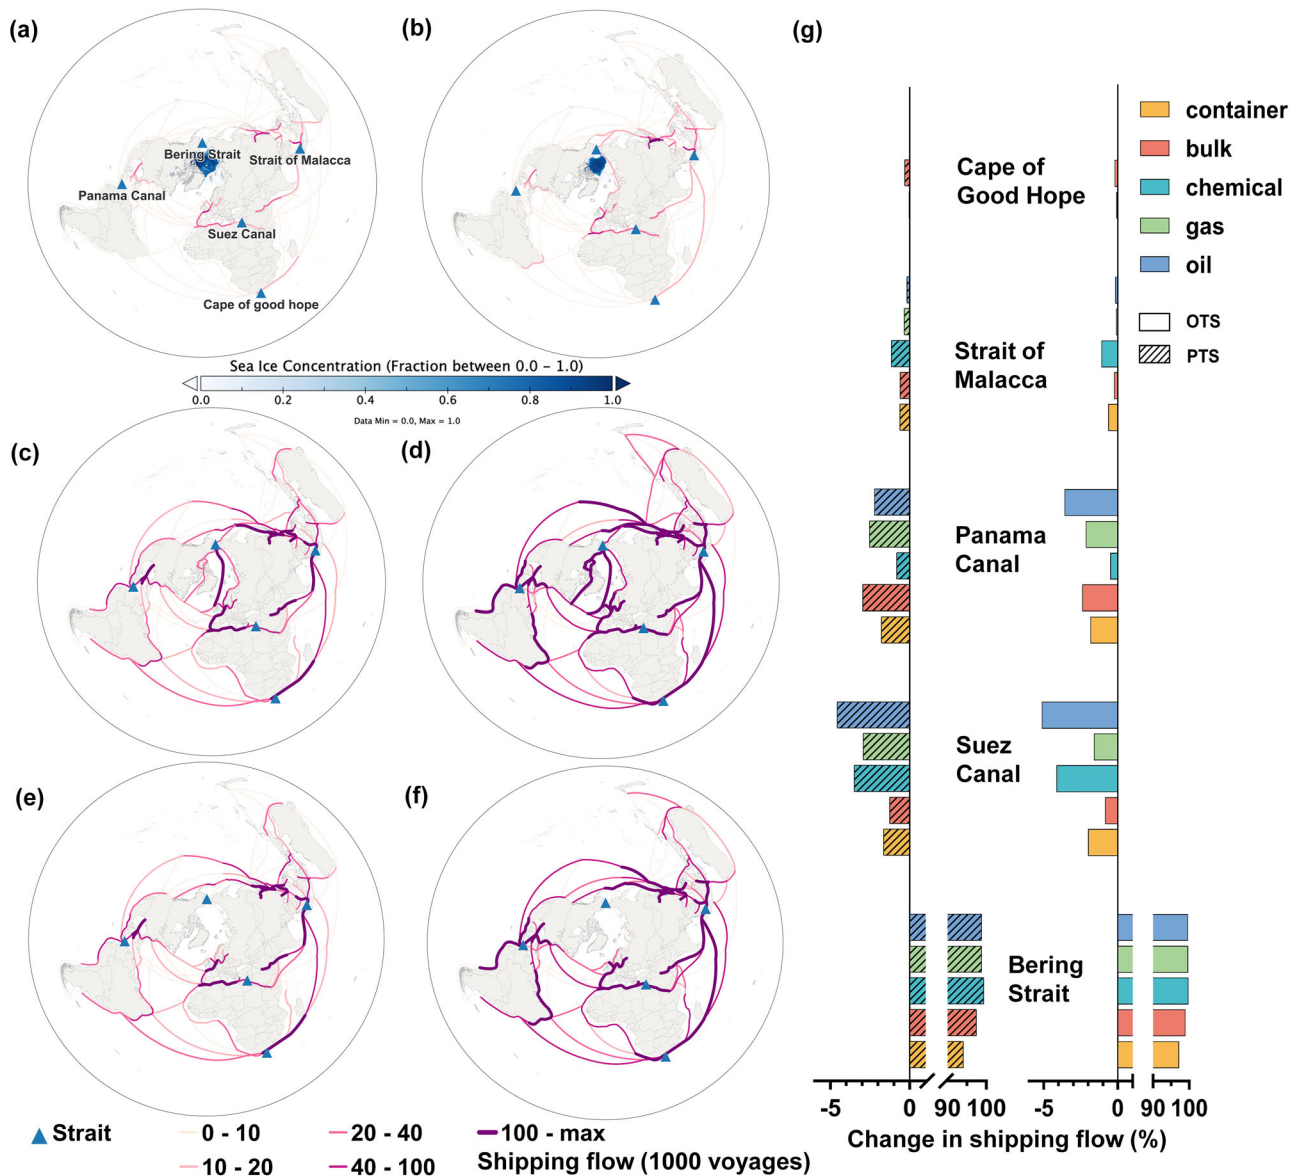 (a)
Bering Strait
Strait of Malacca
Panama Canal
Suez Canal
Cape of good hope
(b)
Sea Ice Concentration (Fraction between 0.0 – 1.0)
0.0 0.2 0.4 0.6 0.8 1.0
Data Min = 0.0, Max = 1.0
(c)
(d)
(e)
(f)
Strait
0 - 10
10 - 20
20 - 40
40 - 100
100 - max
Shipping flow (1000 voyages)
(g)
Cape of
Good Hope
Strait of
Malacca
Panama
Canal
Suez
Canal
Bering
Strait
container
bulk
chemical
gas
oil
OTS
PTS
-5 0 90 100
-5 0 90 100
Change in shipping flow (%)